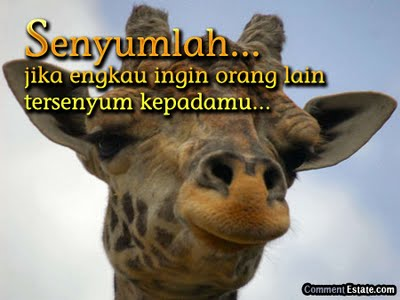 Senyumlah...
jika engkau ingin orang lain
tersenyum kepadamu...
CommentEstate.com